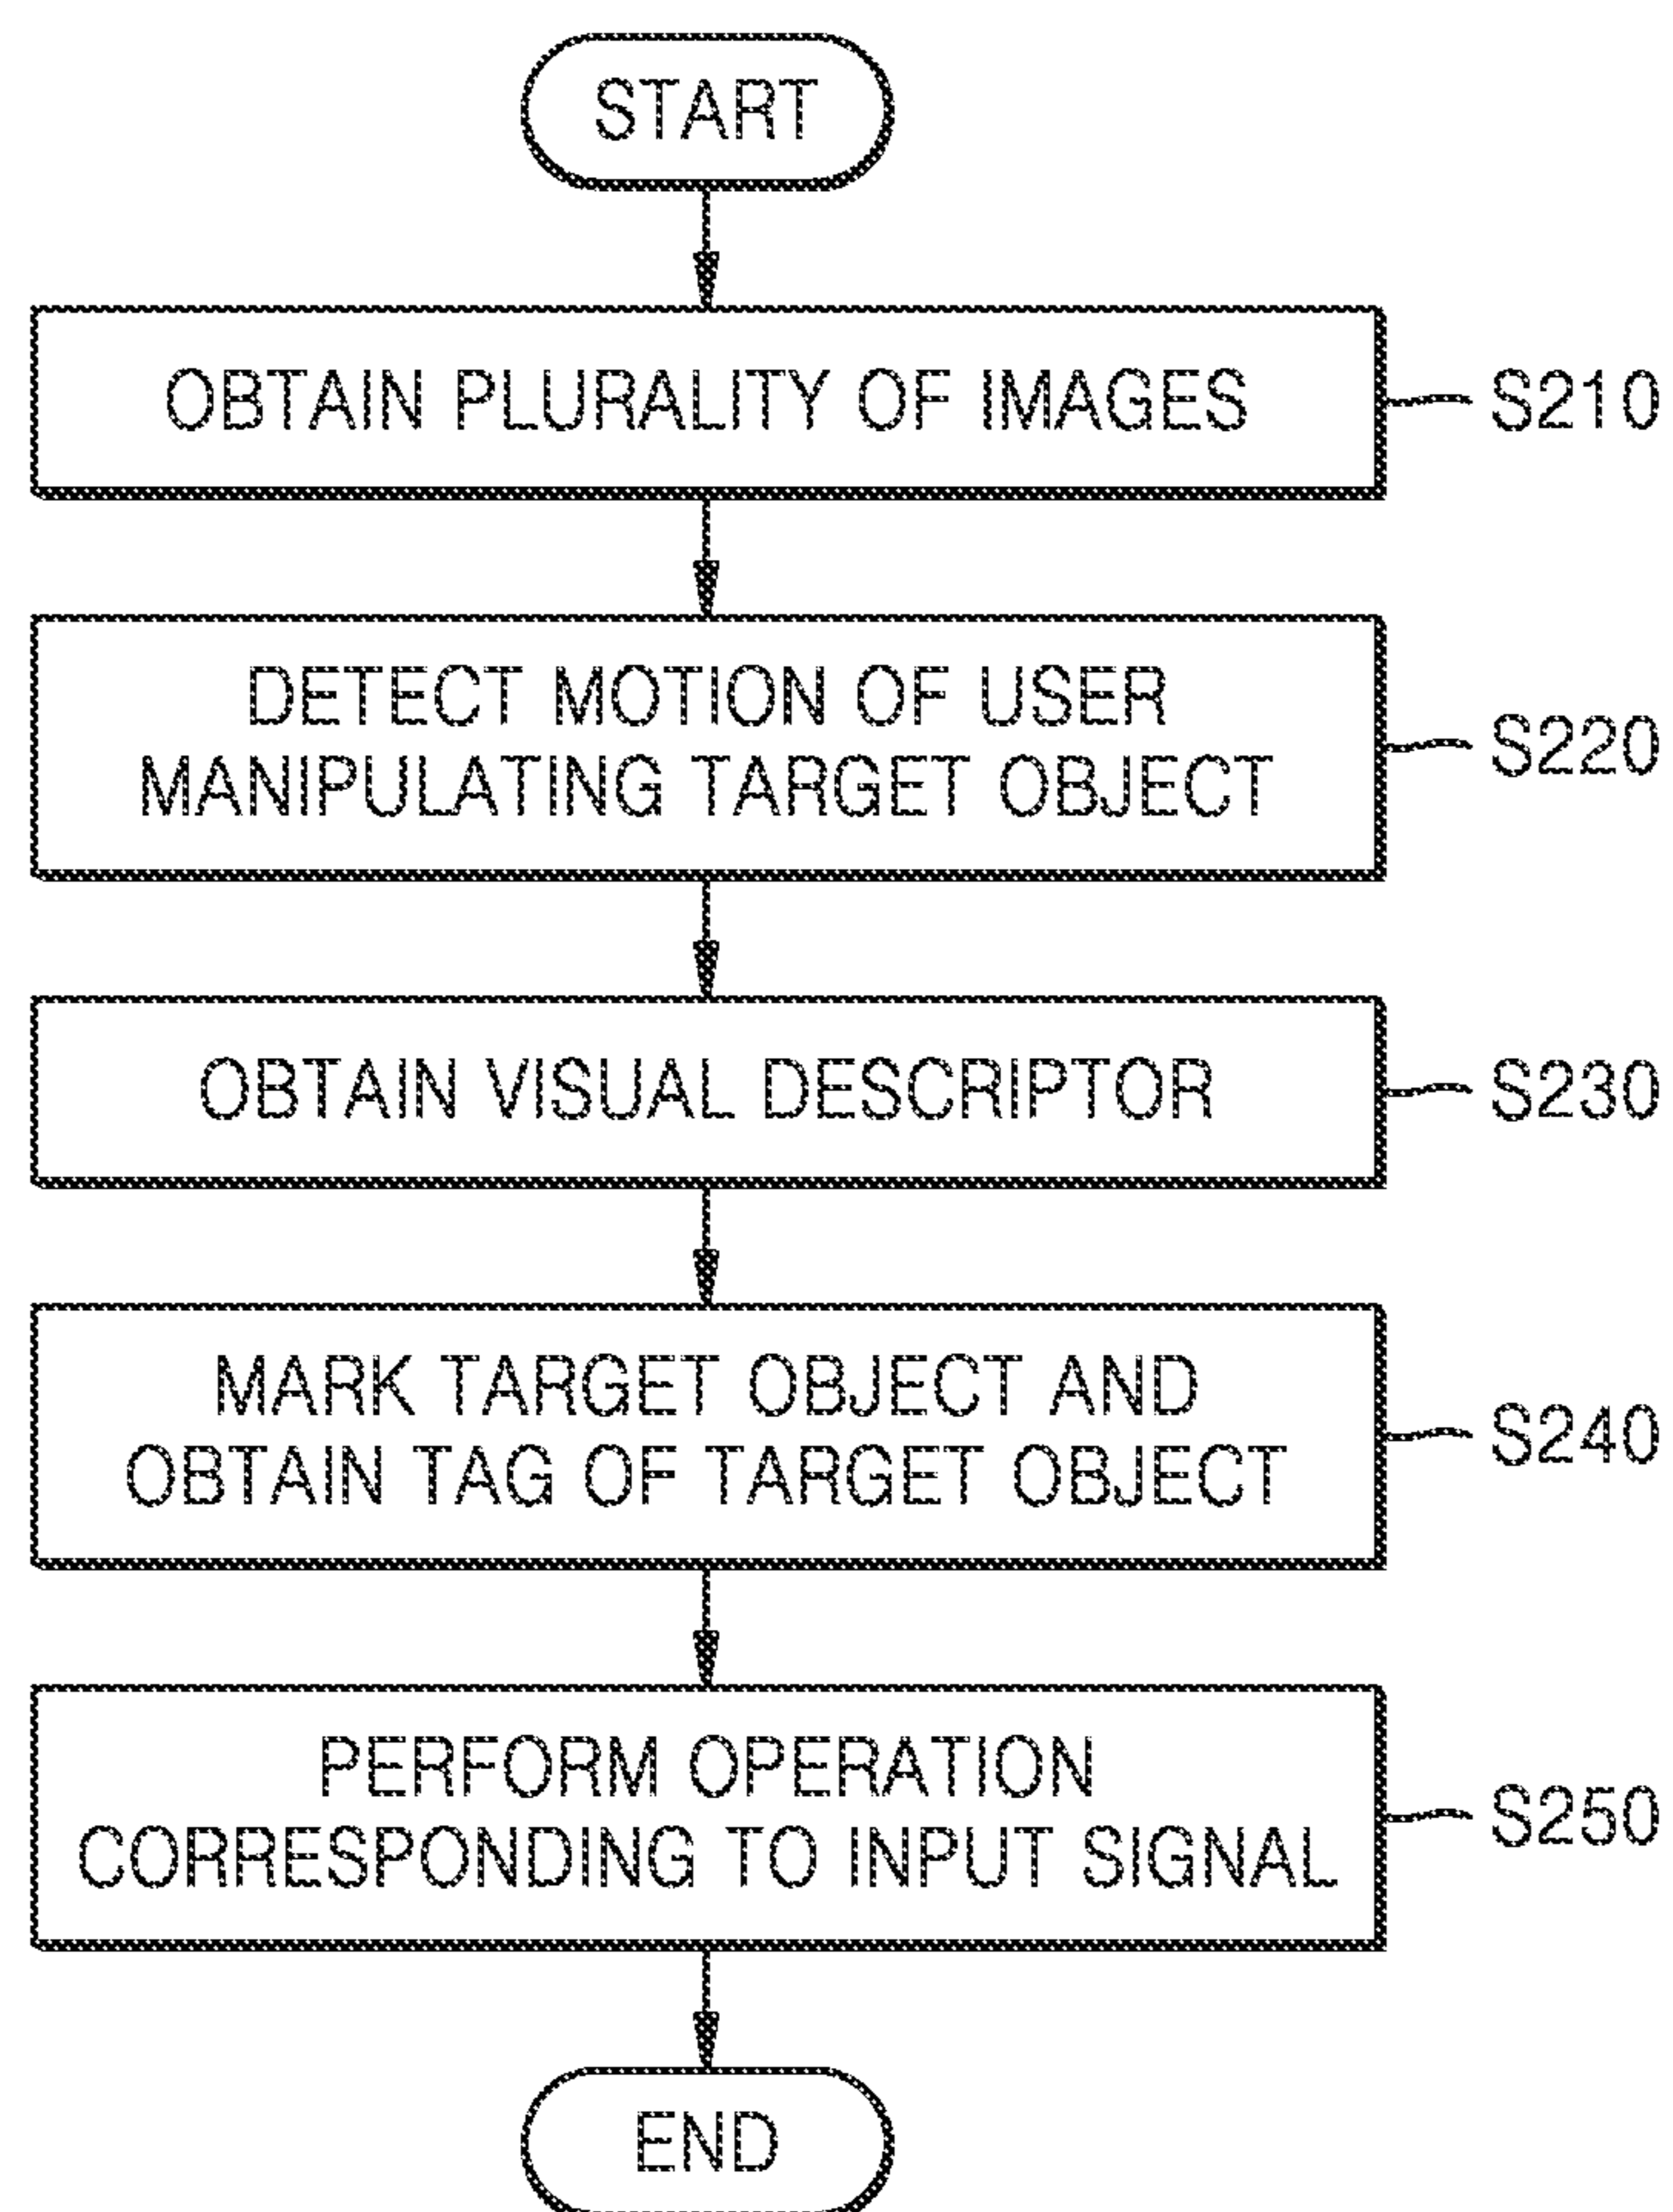 START
OBTAIN PLURALITY OF IMAGES
S210
DETECT MOTION OF USER
MANIPULATING TARGET OBJECT
S220
OBTAIN VISUAL DESCRIPTOR
S230
MARK TARGET OBJECT AND
OBTAIN TAG OF TARGET OBJECT
S240
PERFORM OPERATION
CORRESPONDING TO INPUT SIGNAL
S250
END